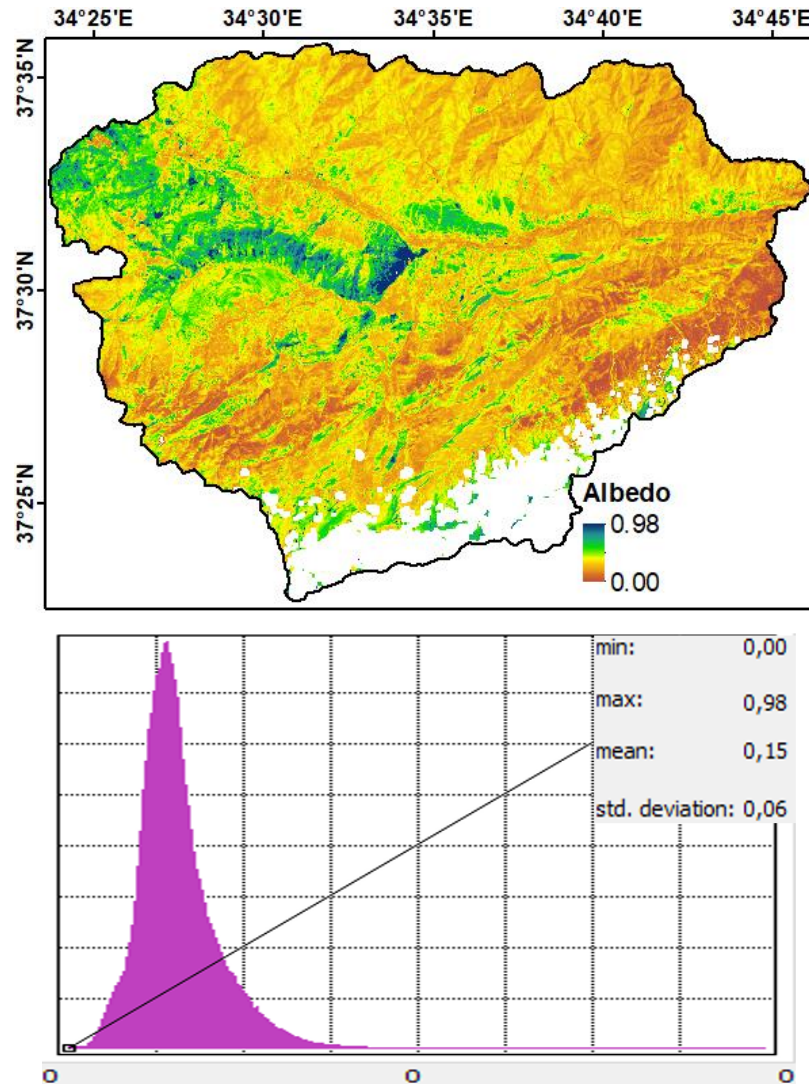 34°25'E 34°30'E 34°35'E 34°40'E 34°45'E
37°35'N
37°30'N
37°25'N
Albedo
0.98
0.00
min: 0,00
max: 0,98
mean: 0,15
std. deviation: 0,06
0 0 0